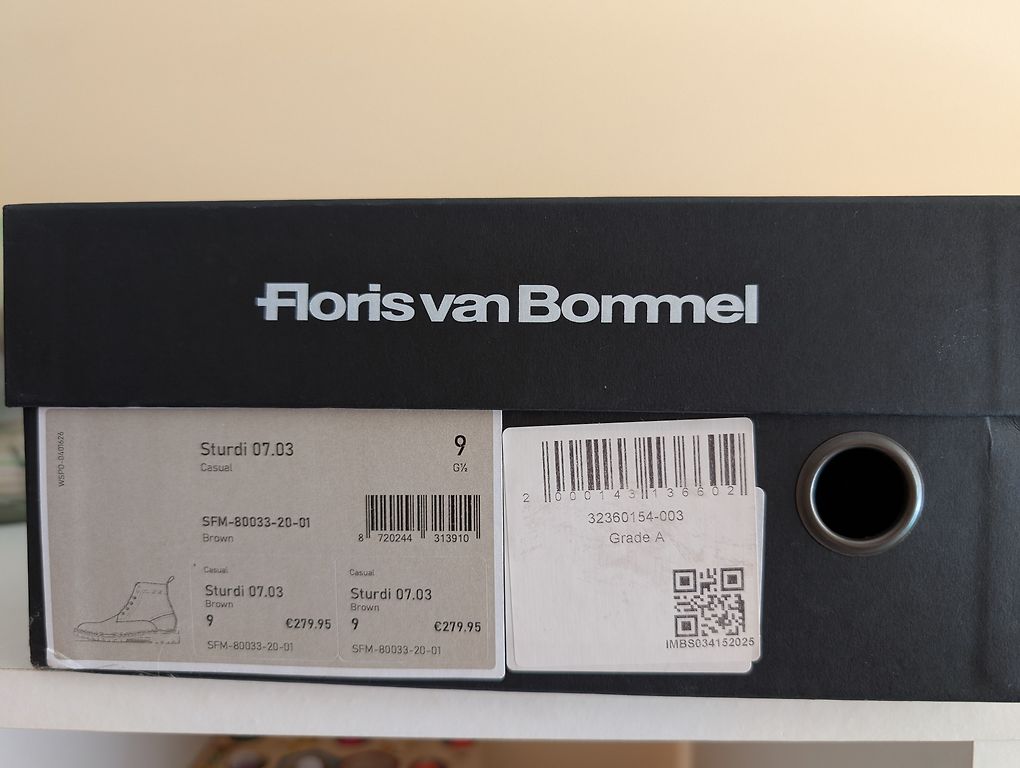 Floris van Bommel
WSPO-0401626
Sturdi 07.03
Casual
9
G½
SFM-80033-20-01
Brown
8 720244 313910
Casual
Sturdi 07.03
Brown
9 €279.95
SFM-80033-20-01
Casual
Sturdi 07.03
Brown
9 €279.95
SFM-80033-20-01
2 000143 136602
32360154-003
Grade A
IMBS034152025